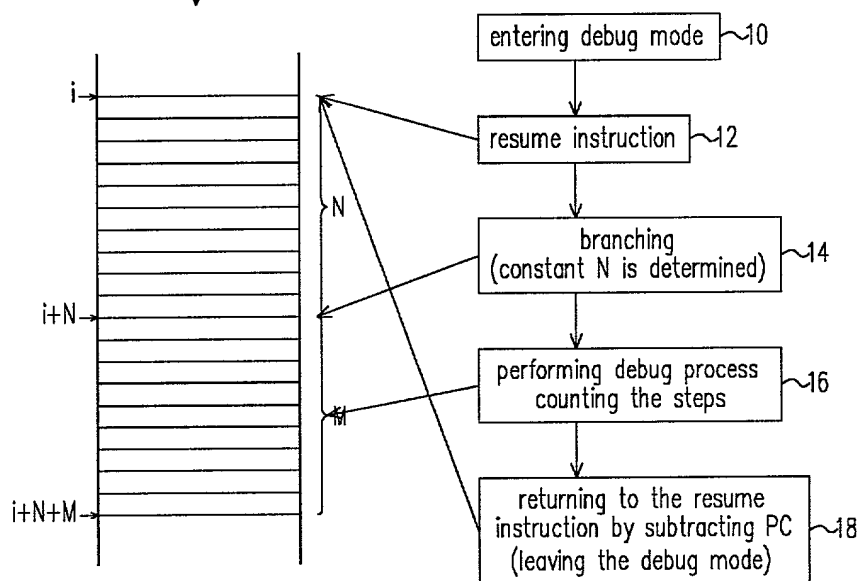 entering debug mode
10
i
resume instruction
12
N
branching
(constant N is determined)
14
i+N
performing debug process
counting the steps
16
M
i+N+M
returning to the resume
instruction by subtracting PC
(leaving the debug mode)
18